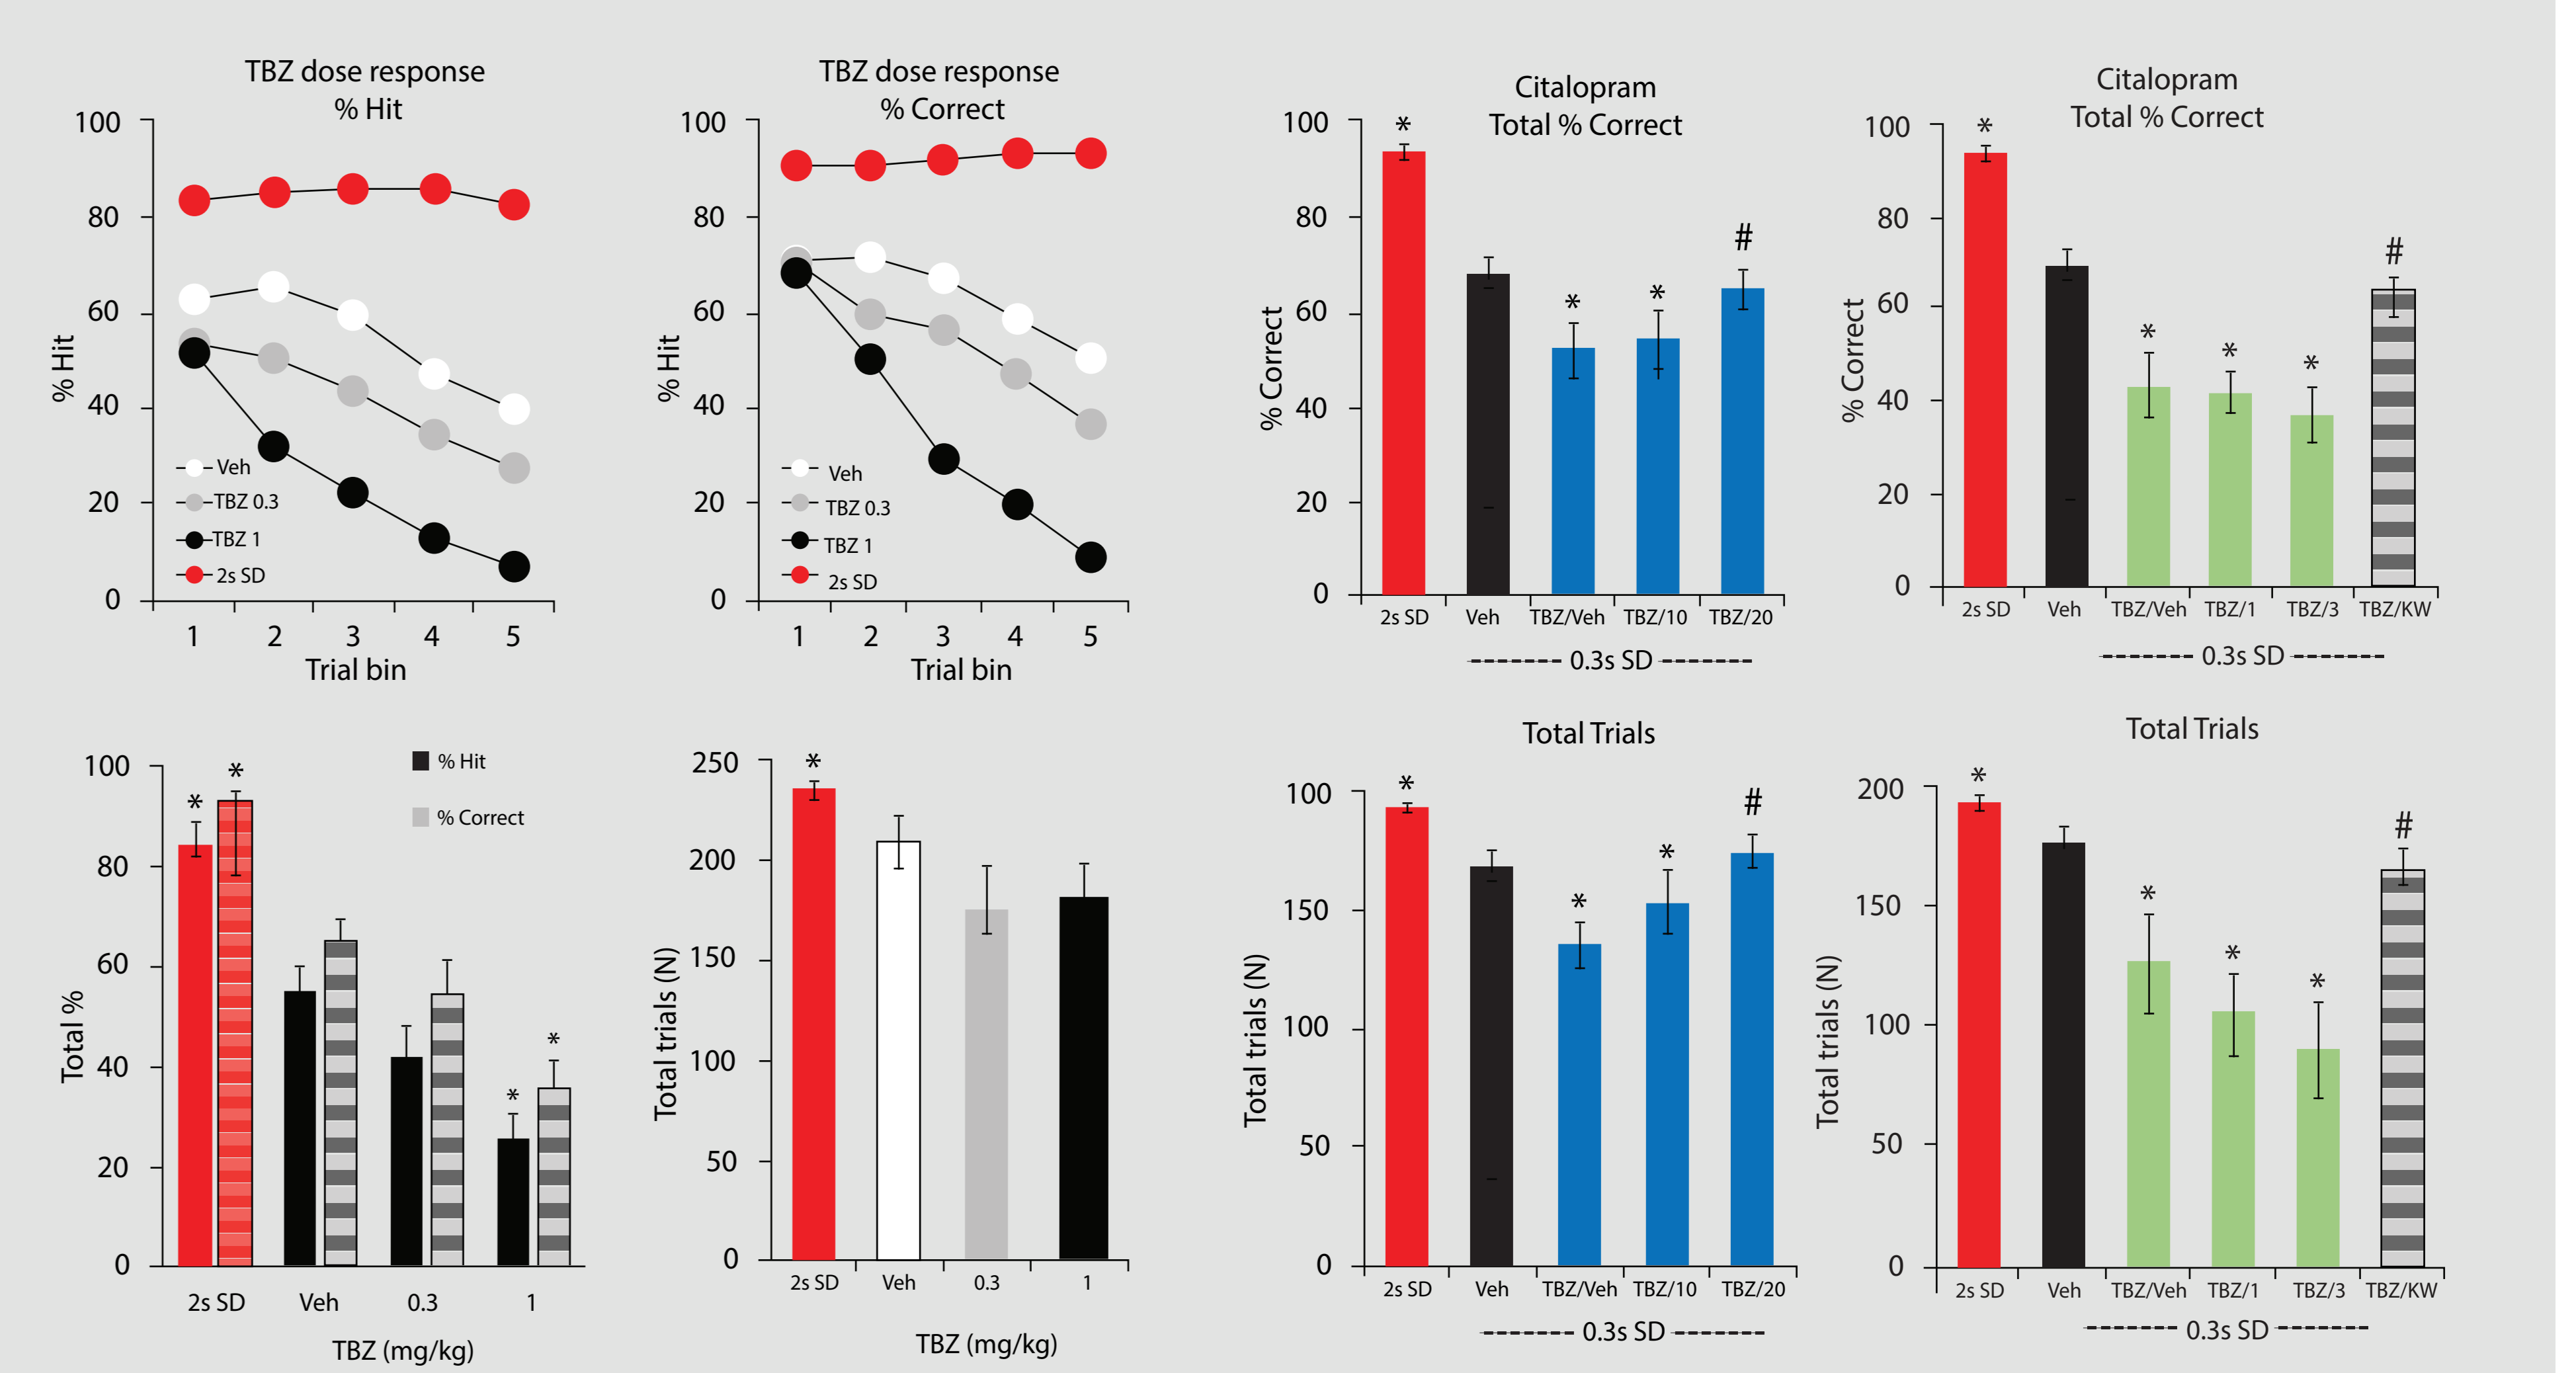 TBZ dose response
% Hit
100
80
60
40
20
0
% Hit
Veh
TBZ 0.3
TBZ 1
2s SD
1 2 3 4 5
Trial bin
TBZ dose response
% Correct
100
80
60
40
20
0
% Hit
Veh
TBZ 0.3
TBZ 1
2s SD
1 2 3 4 5
Trial bin
Citalopram
Total % Correct
100
80
60
40
20
0
% Correct
* * * #
2s SD Veh TBZ/Veh TBZ/10 TBZ/20
------- 0.3s SD -------
Citalopram
Total % Correct
100
80
60
40
20
0
% Correct
* * * * #
2s SD Veh TBZ/Veh TBZ/1 TBZ/3 TBZ/KW
------- 0.3s SD -------
100
80
60
40
20
0
Total %
% Hit
% Correct
* * * *
2s SD Veh 0.3 1
TBZ (mg/kg)
250
200
150
100
50
0
Total trials (N)
*
2s SD Veh 0.3 1
TBZ (mg/kg)
Total Trials
100
150
100
50
0
Total trials (N)
* * * #
2s SD Veh TBZ/Veh TBZ/10 TBZ/20
------- 0.3s SD -------
Total Trials
200
150
100
50
0
Total trials (N)
* * * * #
2s SD Veh TBZ/Veh TBZ/1 TBZ/3 TBZ/KW
------- 0.3s SD -------